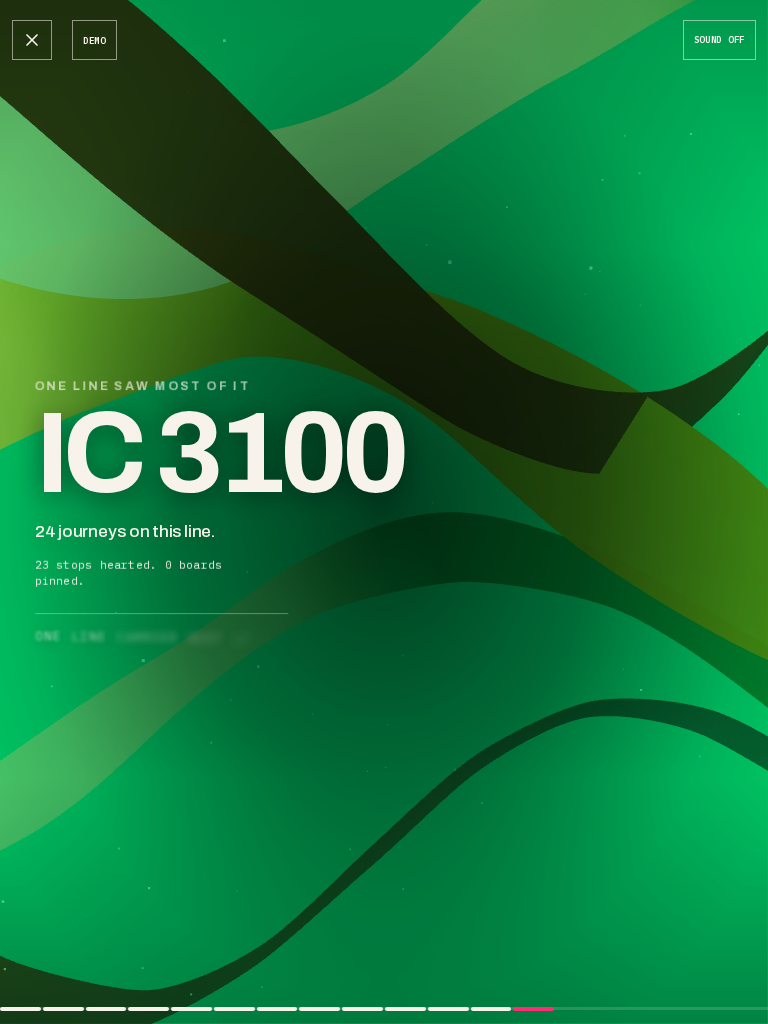 DEMO
SOUND OFF
ONE LINE SAW MOST OF IT
IC 3100
24 journeys on this line.
23 stops hearted. 0 boards
pinned.
ONE LINE